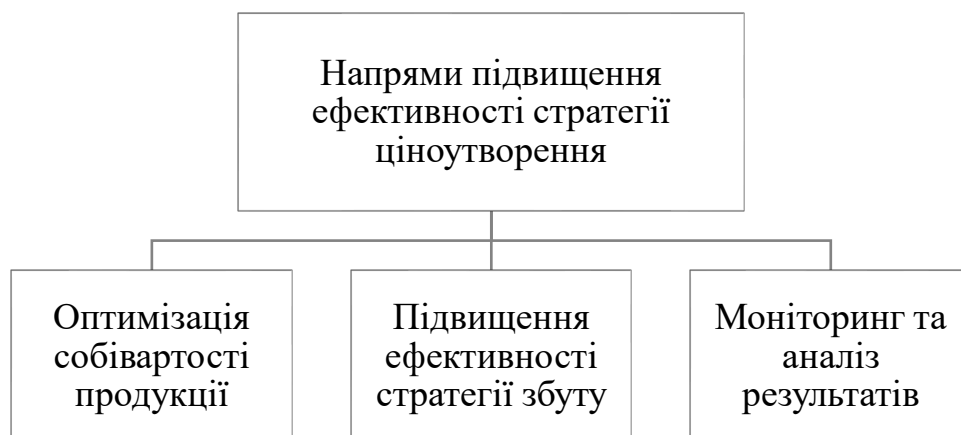 Напрями підвищення
ефективності стратегії
ціноутворення
Оптимізація
собівартості
продукції
Підвищення
ефективності
стратегії збуту
Моніторинг та
аналіз
результатів